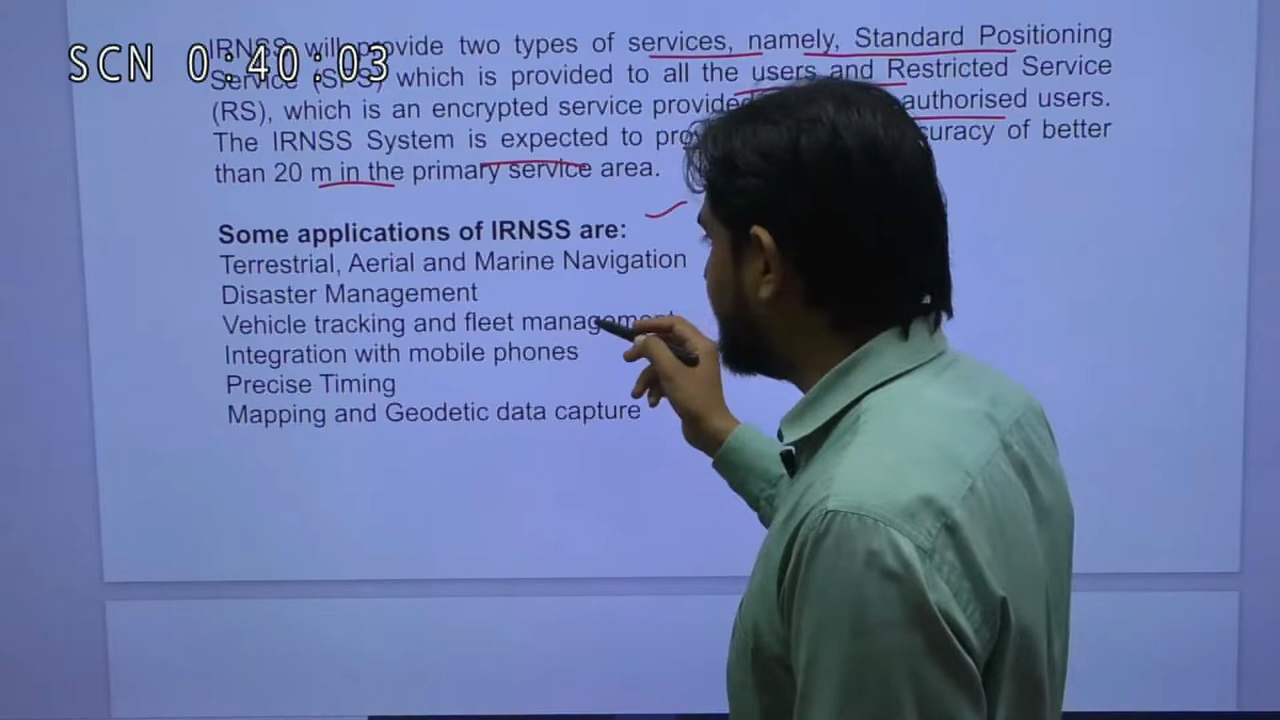 SCN 0:40:03
IRNSS will provide two types of services, namely, Standard Positioning
Service (SPS) which is provided to all the users and Restricted Service
(RS), which is an encrypted service provided authorised users.
The IRNSS System is expected to of better
than 20 m in the primary service area.
Some applications of IRNSS are:
Terrestrial, Aerial and Marine Navigation
Disaster Management
Vehicle tracking and fleet management
Integration with mobile phones
Precise Timing
Mapping and Geodetic data capture